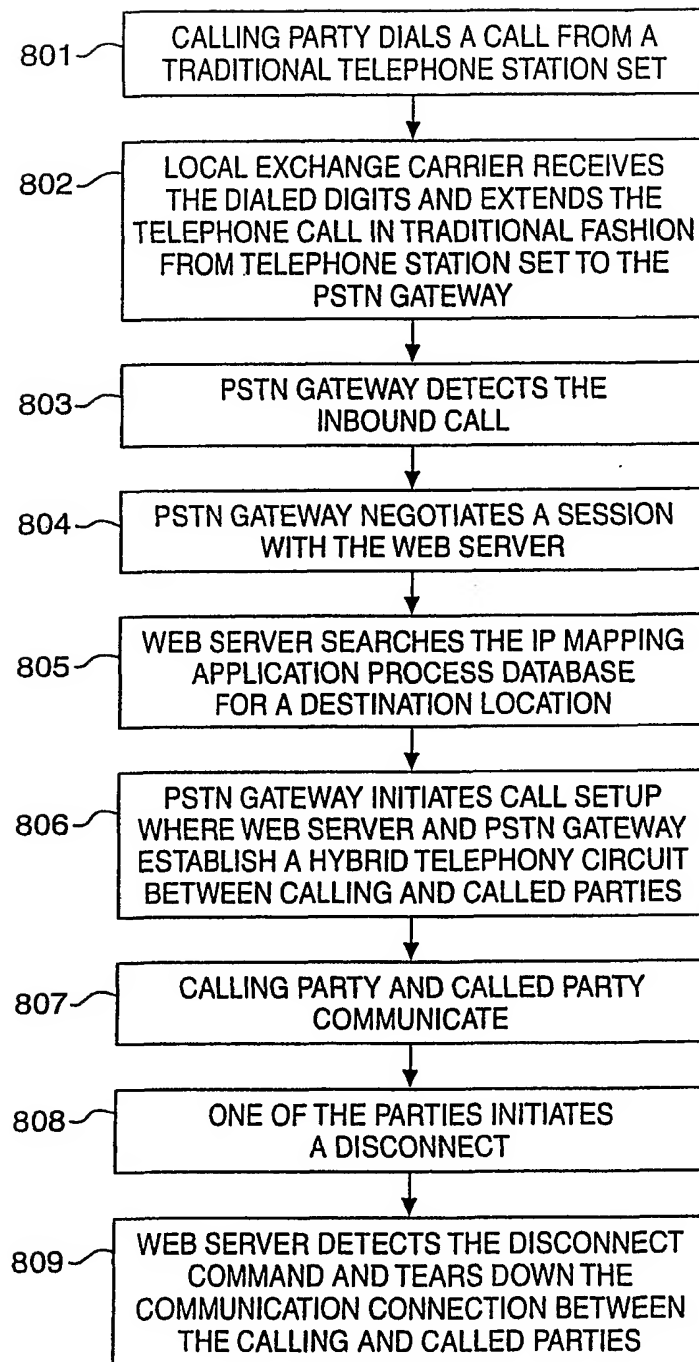 801
CALLING PARTY DIALS A CALL FROM A
TRADITIONAL TELEPHONE STATION SET
802
LOCAL EXCHANGE CARRIER RECEIVES
THE DIALED DIGITS AND EXTENDS THE
TELEPHONE CALL IN TRADITIONAL FASHION
FROM TELEPHONE STATION SET TO THE
PSTN GATEWAY
803
PSTN GATEWAY DETECTS THE
INBOUND CALL
804
PSTN GATEWAY NEGOTIATES A SESSION
WITH THE WEB SERVER
805
WEB SERVER SEARCHES THE IP MAPPING
APPLICATION PROCESS DATABASE
FOR A DESTINATION LOCATION
806
PSTN GATEWAY INITIATES CALL SETUP
WHERE WEB SERVER AND PSTN GATEWAY
ESTABLISH A HYBRID TELEPHONY CIRCUIT
BETWEEN CALLING AND CALLED PARTIES
807
CALLING PARTY AND CALLED PARTY
COMMUNICATE
808
ONE OF THE PARTIES INITIATES
A DISCONNECT
809
WEB SERVER DETECTS THE DISCONNECT
COMMAND AND TEARS DOWN THE
COMMUNICATION CONNECTION BETWEEN
THE CALLING AND CALLED PARTIES